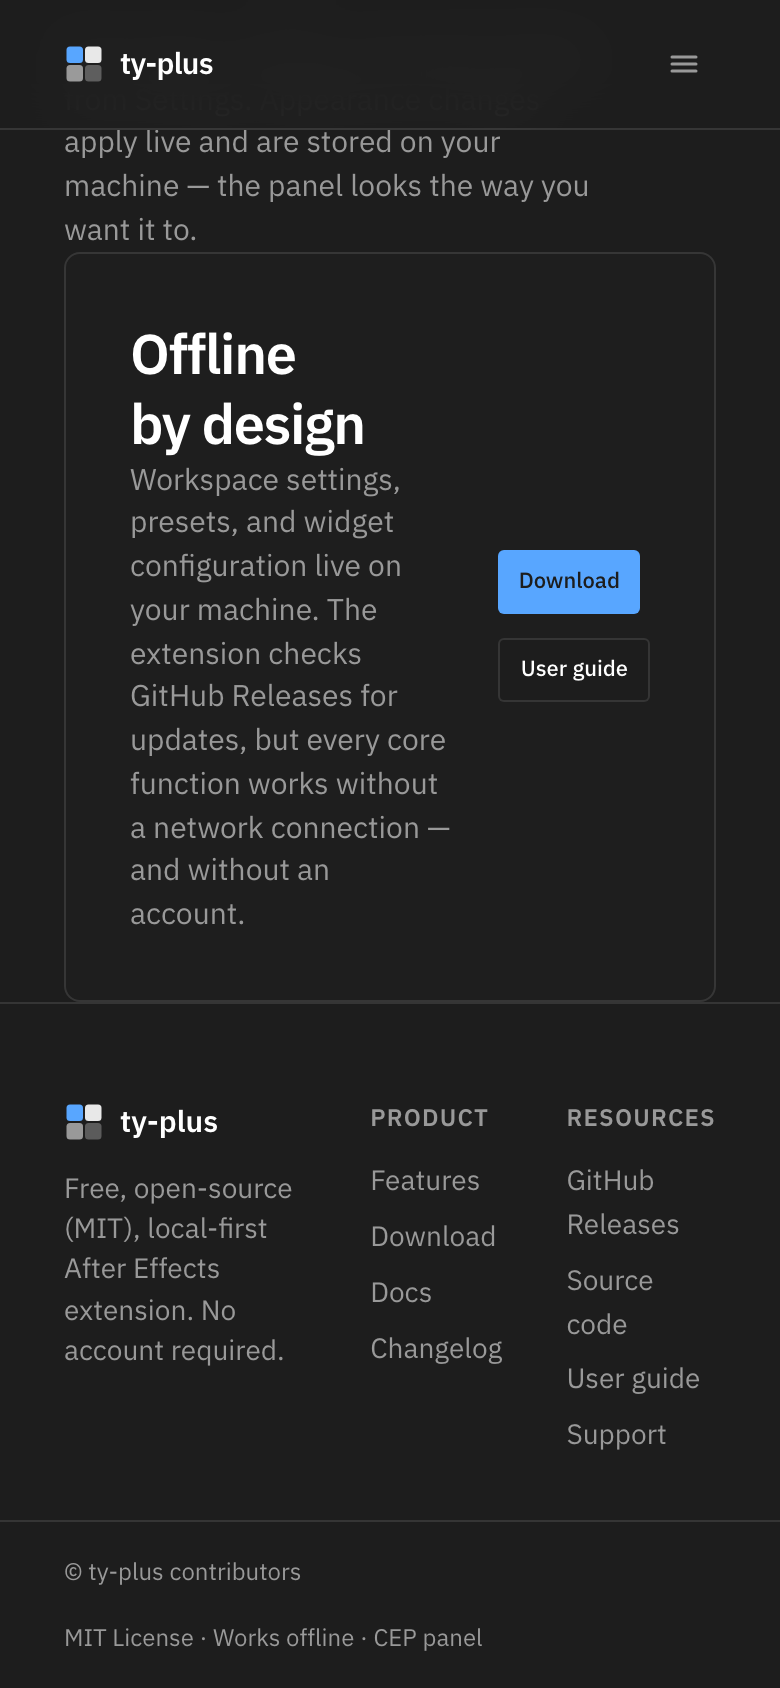 ty-plus
from Settings. Appearance changes
apply live and are stored on your
machine — the panel looks the way you
want it to.
Offline
by design
Workspace settings,
presets, and widget
configuration live on
your machine. The
extension checks
GitHub Releases for
updates, but every core
function works without
a network connection —
and without an
account.
Download
User guide
ty-plus
Free, open-source
(MIT), local-first
After Effects
extension. No
account required.
PRODUCT
Features
Download
Docs
Changelog
RESOURCES
GitHub
Releases
Source
code
User guide
Support
© ty-plus contributors
MIT License · Works offline · CEP panel